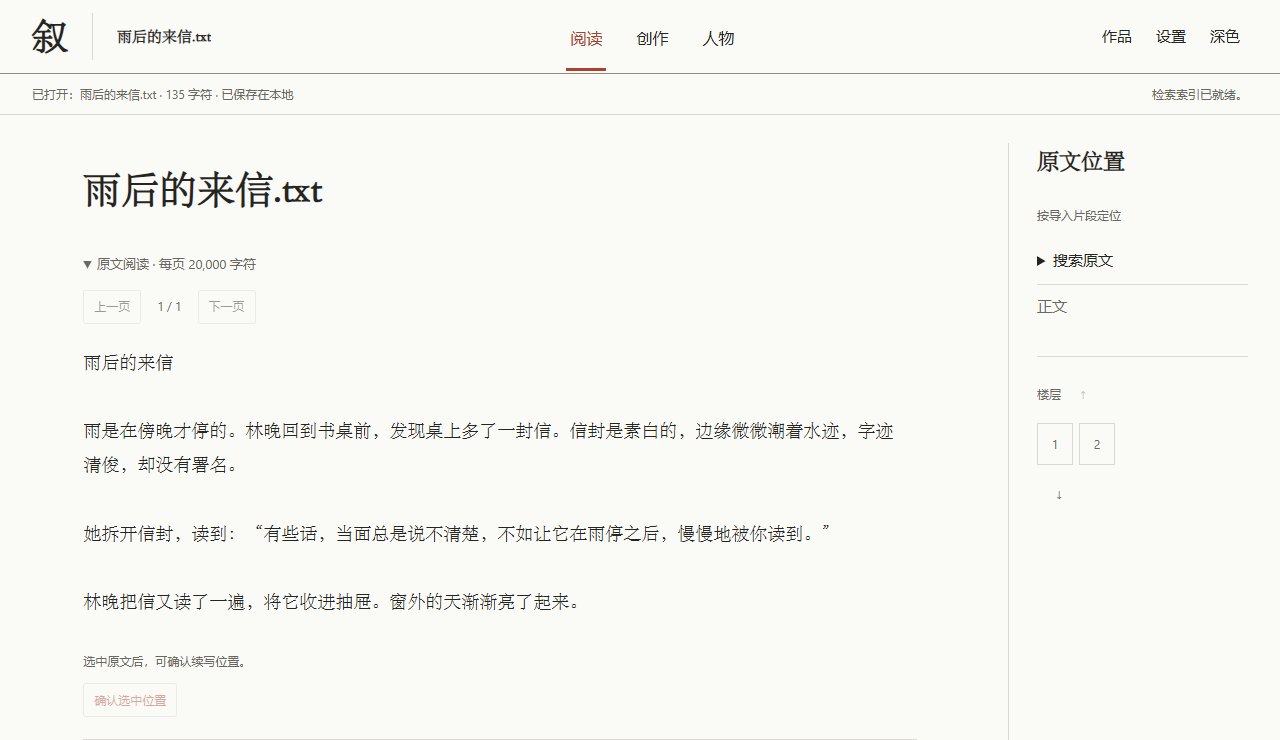 叙
雨后的来信.txt
阅读
创作
人物
作品
设置
深色
已打开：雨后的来信.txt · 135 字符 · 已保存在本地
检索索引已就绪。
雨后的来信.txt
▼ 原文阅读 · 每页 20,000 字符
上一页
1 / 1
下一页
雨后的来信
雨是在傍晚才停的。林晚回到书桌前，发现桌上多了一封信。信封是素白的，边缘微微潮着水迹，字迹
清俊，却没有署名。
她拆开信封，读到：“有些话，当面总是说不清楚，不如让它在雨停之后，慢慢地被你读到。”
林晚把信又读了一遍，将它收进抽屉。窗外的天渐渐亮了起来。
选中原文后，可确认续写位置。
确认选中位置
原文位置
按导入片段定位
▶ 搜索原文
正文
楼层 ↑
1
2
↓